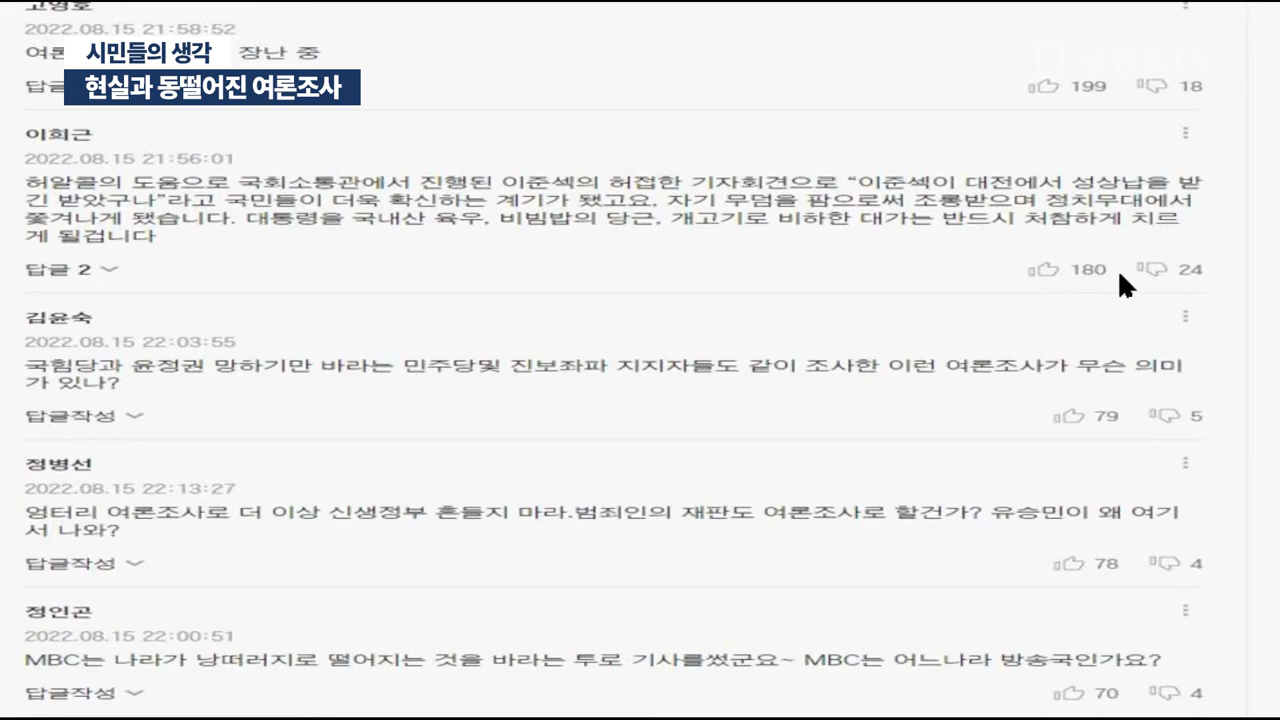 고영호
2022.08.15 21:58:52
시민들의 생각
여론 장난 중
현실과 동떨어진 여론조사
답글
199 18
공병호TV
이희근
2022.08.15 21:56:01
허알콜의 도움으로 국회소통관에서 진행된 이준섹의 허접한 기자회견으로 “이준섹이 대전에서 성상납을 받
긴 받았구나”라고 국민들이 더욱 확신하는 계기가 됐고요, 자기 무덤을 팜으로써 조롱받으며 정치무대에서
쫓겨나게 됐습니다. 대통령을 국내산 육우, 비빔밥의 당근, 개고기로 비하한 대가는 반드시 처참하게 치르
게 될겁니다
답글 2
180 24
김윤숙
2022.08.15 22:03:55
국힘당과 윤정권 망하기만 바라는 민주당및 진보좌파 지지자들도 같이 조사한 이런 여론조사가 무슨 의미
가 있나?
답글작성
79 5
정병선
2022.08.15 22:13:27
엉터리 여론조사로 더 이상 신생정부 흔들지 마라.범죄인의 재판도 여론조사로 할건가? 유승민이 왜 여기
서 나와?
답글작성
78 4
정인곤
2022.08.15 22:00:51
MBC는 나라가 낭떠러지로 떨어지는 것을 바라는 투로 기사를썼군요~ MBC는 어느나라 방송국인가요?
답글작성
70 4